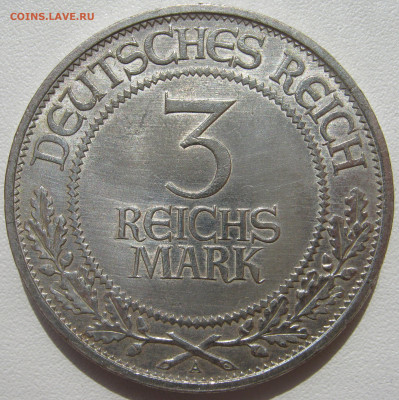 COINS.LAVE.RU
DEUTSCHES REICH
3
REICHS
MARK
A